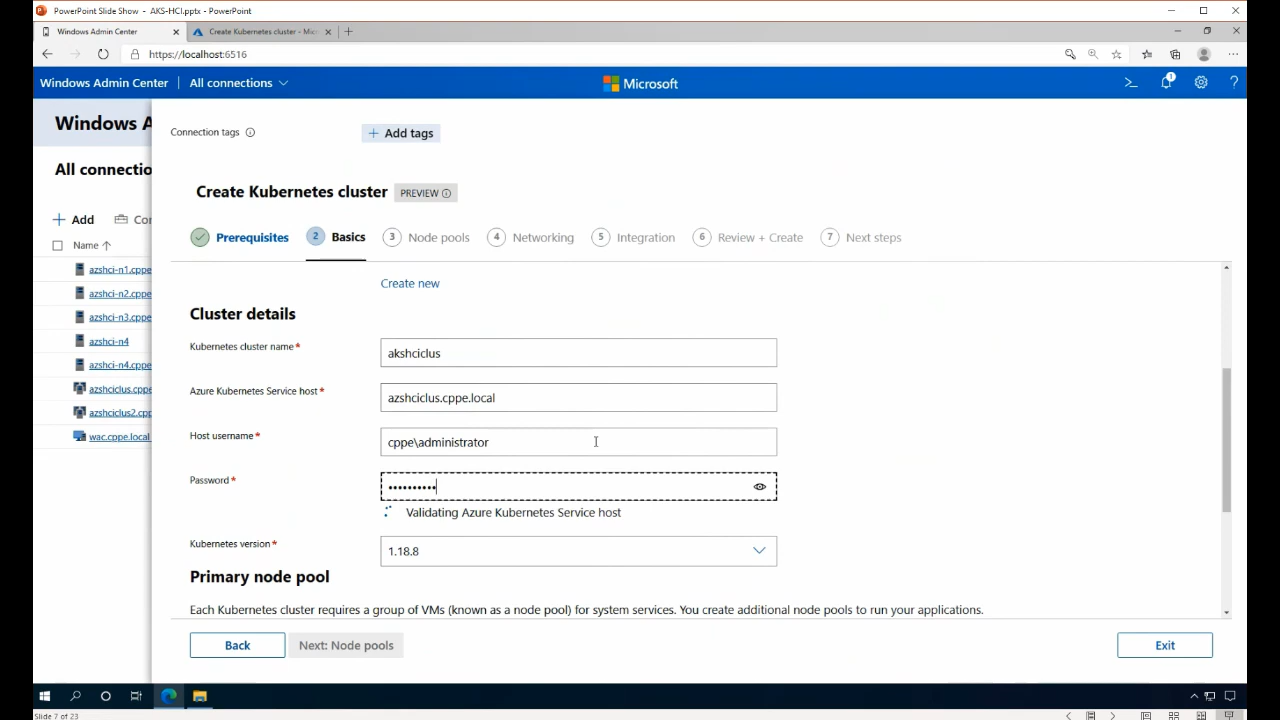 PowerPoint Slide Show - AKS-HCI.pptx - PowerPoint
Windows Admin Center
Create Kubernetes cluster - Micr
https://localhost:6516
Windows Admin Center
All connections
Microsoft
Windows A
Connection tags
Add tags
All connectio
Create Kubernetes cluster
PREVIEW
Add
Co
Prerequisites
2 Basics
3 Node pools
4 Networking
5 Integration
6 Review + Create
7 Next steps
Name
azshci-n1.cppe
azshci-n2.cppe
azshci-n3.cppe
azshci-n4
azshci-n4.cppe
azshciclus.cppe
azshciclus2.cpp
wac.cppe.local
Create new
Cluster details
Kubernetes cluster name*
akshciclus
Azure Kubernetes Service host*
azshciclus.cppe.local
Host username*
cppe\administrator
Password*
••••••••••
Validating Azure Kubernetes Service host
Kubernetes version*
1.18.8
Primary node pool
Each Kubernetes cluster requires a group of VMs (known as a node pool) for system services. You create additional node pools to run your applications.
Back
Next: Node pools
Exit
Slide 7 of 23